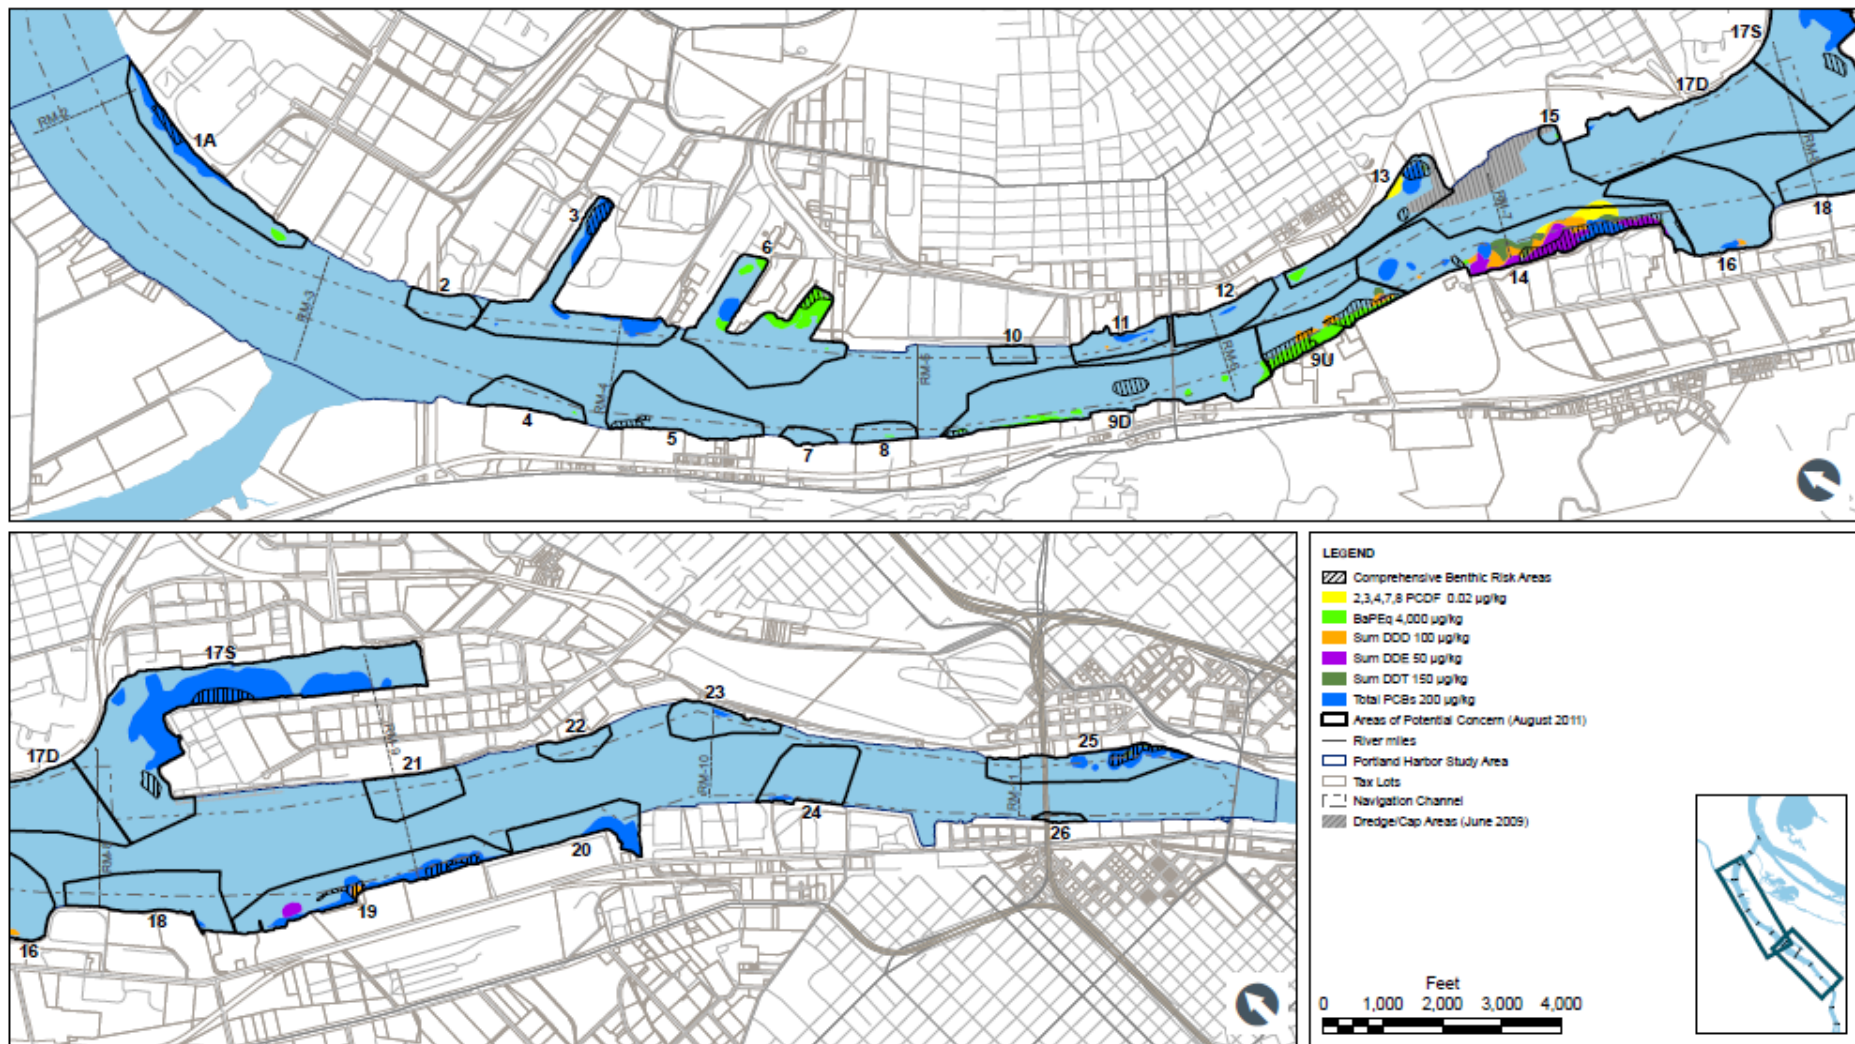 17S
17D
RM-2
1A
15
13
3
RM-7
18
6
2
14
16
RM-3
12
11
10
RM-5
RM-6
9U
RM-4
4
5
7
8
9D
17S
23
22
25
17D
RM-9
21
RM-10
RM-11
24
26
20
18
19
16
LEGEND
Comprehensive Benthic Risk Areas
2,3,4,7,8 PCDF 0.02 µg/kg
BaPEq 4,000 µg/kg
Sum DDD 100 µg/kg
Sum DDE 50 µg/kg
Sum DDT 150 µg/kg
Total PCBs 200 µg/kg
Areas of Potential Concern (August 2011)
River miles
Portland Harbor Study Area
Tax Lots
Navigation Channel
Dredge/Cap Areas (June 2009)
Feet
0 1,000 2,000 3,000 4,000